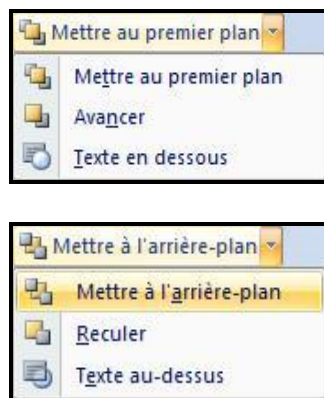 Mettre au premier plan
Mettre au premier plan
Avancer
Texte en dessous
Mettre à l'arrière-plan
Mettre à l'arrière-plan
Reculer
Texte au-dessus